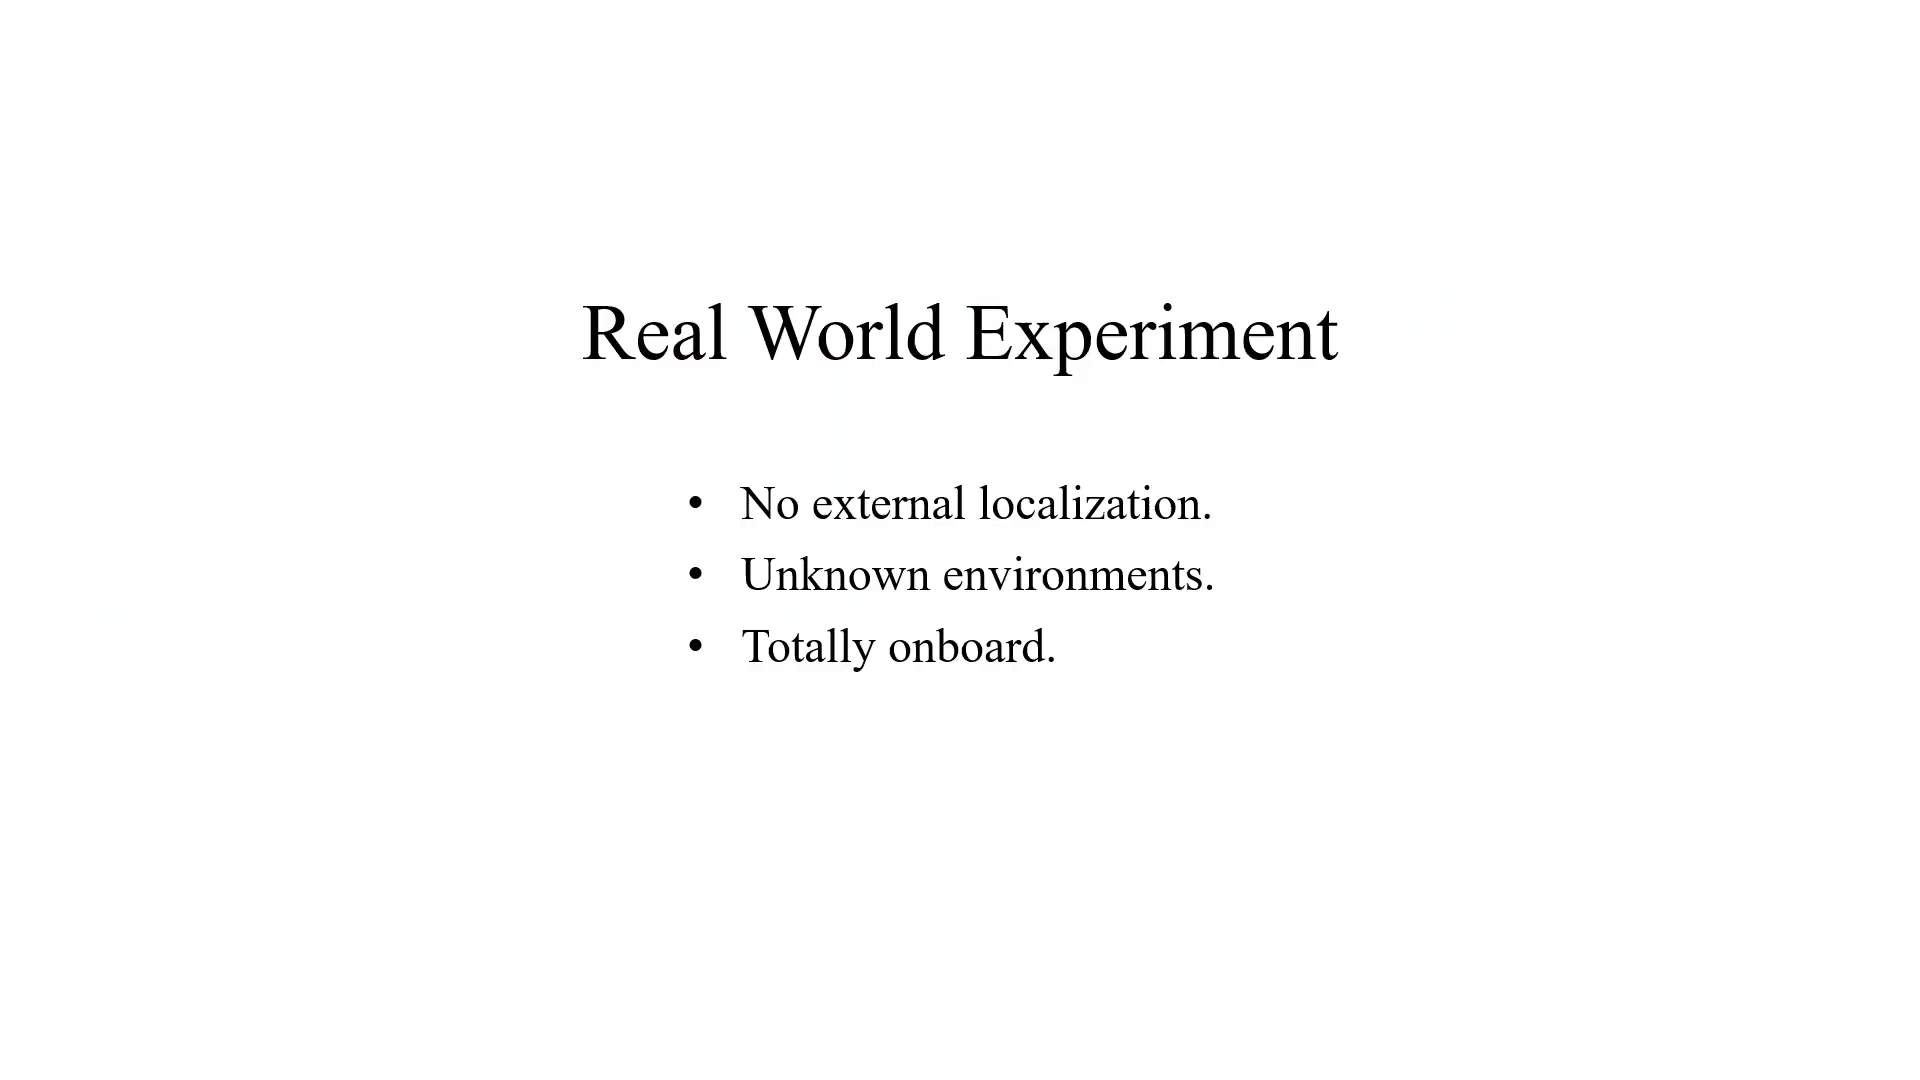 Real World Experiment
• No external localization.
• Unknown environments.
• Totally onboard.